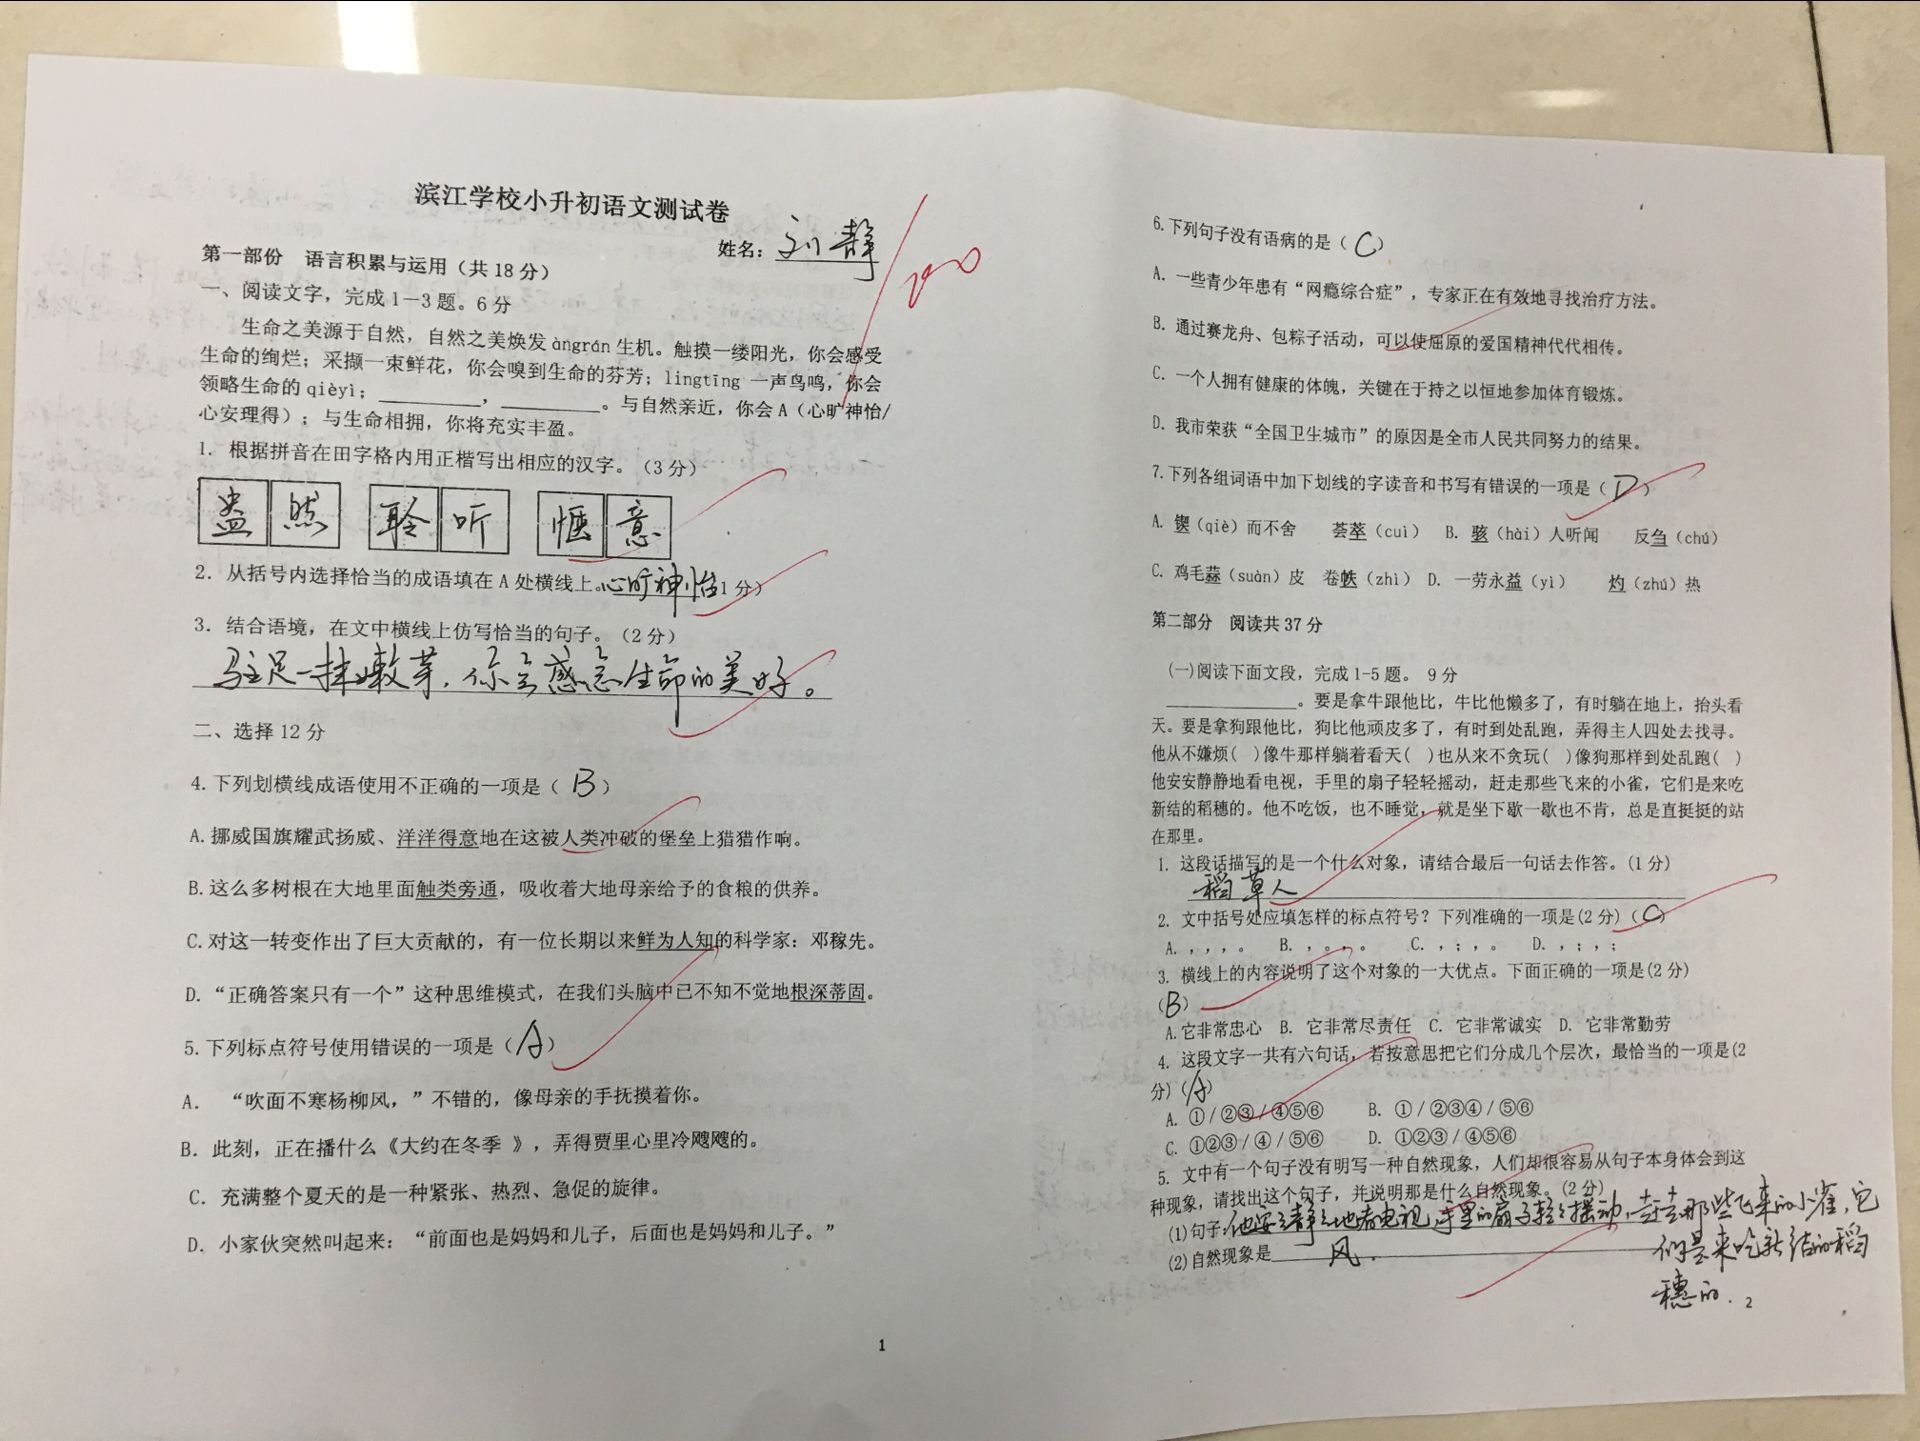 滨江学校小升初语文测试卷
姓名：刘静
第一部份 语言积累与运用（共18分）
一、阅读文字，完成1—3题。6分
生命之美源于自然，自然之美焕发àngrán生机。触摸一缕阳光，你会感受
生命的绚烂；采撷一束鲜花，你会嗅到生命的芬芳；lingtīng 一声鸟鸣，你会
领略生命的qièyì；________，________。与自然亲近，你会A（心旷神怡/
心安理得）；与生命相拥，你将充实丰盈。
1. 根据拼音在田字格内用正楷写出相应的汉字。（3分）
盎然 聆听 惬意
2. 从括号内选择恰当的成语填在A处横线上。心旷神怡1分）
3. 结合语境，在文中横线上仿写恰当的句子。（2分）
驻足一抹嫩芽，你会感念生命的美好。
二、选择12分
4.下列划横线成语使用不正确的一项是（B）
A.挪威国旗耀武扬威、洋洋得意地在这被人类冲破的堡垒上猎猎作响。
B.这么多树根在大地里面触类旁通，吸收着大地母亲给予的食粮的供养。
C.对这一转变作出了巨大贡献的，有一位长期以来鲜为人知的科学家：邓稼先。
D.“正确答案只有一个”这种思维模式，在我们头脑中已不知不觉地根深蒂固。
5.下列标点符号使用错误的一项是（A）
A． “吹面不寒杨柳风，”不错的，像母亲的手抚摸着你。
B．此刻，正在播什么《大约在冬季 》，弄得贾里心里冷飕飕的。
C．充满整个夏天的是一种紧张、热烈、急促的旋律。
D．小家伙突然叫起来：“前面也是妈妈和儿子，后面也是妈妈和儿子。”
1
6.下列句子没有语病的是（C）
A．一些青少年患有“网瘾综合症”，专家正在有效地寻找治疗方法。
B．通过赛龙舟、包粽子活动，可以使屈原的爱国精神代代相传。
C．一个人拥有健康的体魄，关键在于持之以恒地参加体育锻炼。
D．我市荣获“全国卫生城市”的原因是全市人民共同努力的结果。
7.下列各组词语中加下划线的字读音和书写有错误的一项是（D）
A. 锲（qiè）而不舍 荟萃（cuì） B. 骇（hài）人听闻 反刍（chú）
C. 鸡毛蒜（suàn）皮 卷帙（zhì） D. 一劳永益（yì） 灼（zhú）热
第二部分 阅读共37分
(一)阅读下面文段，完成1-5题。 9分
____________。要是拿牛跟他比，牛比他懒多了，有时躺在地上，抬头看
天。要是拿狗跟他比，狗比他顽皮多了，有时到处乱跑，弄得主人四处去找寻。
他从不嫌烦( )像牛那样躺着看天( )也从来不贪玩( )像狗那样到处乱跑( )
他安安静静地看电视，手里的扇子轻轻摇动，赶走那些飞来的小雀，它们是来吃
新结的稻穗的。他不吃饭，也不睡觉，就是坐下歇一歇也不肯，总是直挺挺的站
在那里。
1. 这段话描写的是一个什么对象，请结合最后一句话去作答。(1分)
稻草人
2. 文中括号处应填怎样的标点符号？下列准确的一项是(2分)（C）
A. ，，，。 B. ，。，。 C. ，；，。 D. ，；，；
3. 横线上的内容说明了这个对象的一大优点。下面正确的一项是(2分)
（B）
A.它非常忠心 B. 它非常尽责任 C. 它非常诚实 D. 它非常勤劳
4. 这段文字一共有六句话，若按意思把它们分成几个层次，最恰当的一项是(2
分)（A）
A. ①/②③/④⑤⑥ B. ①/②③④/⑤⑥
C. ①②③/④/⑤⑥ D. ①②③/④⑤⑥
5. 文中有一个句子没有明写一种自然现象，人们却很容易从句子本身体会到这
种现象，请找出这个句子，并说明那是什么自然现象。(2分)
(1)句子：他安安静静地看电视，手里的扇子轻轻摆动，赶走那些飞来的小雀，它
们是来吃新结的稻
穗的.
(2)自然现象是 风.
2